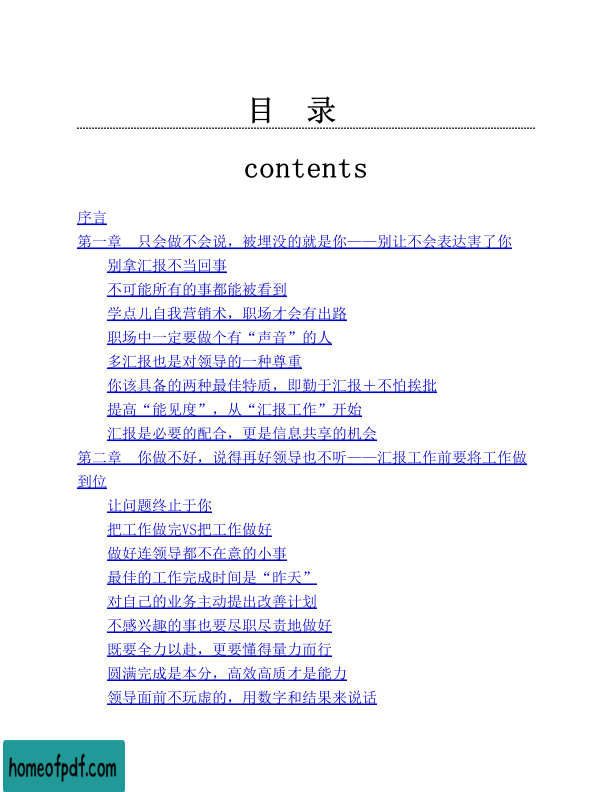 目 录
contents
序言
第一章　只会做不会说，被埋没的就是你——别让不会表达害了你
别拿汇报不当回事
不可能所有的事都能被看到
学点儿自我营销术，职场才会有出路
职场中一定要做个有“声音”的人
多汇报也是对领导的一种尊重
你该具备的两种最佳特质，即勤于汇报＋不怕挨批
提高“能见度”，从“汇报工作”开始
汇报是必要的配合，更是信息共享的机会
第二章　你做不好，说得再好领导也不听——汇报工作前要将工作做
到位
让问题终止于你
把工作做完VS把工作做好
做好连领导都不在意的小事
最佳的工作完成时间是“昨天”
对自己的业务主动提出改善计划
不感兴趣的事也要尽职尽责地做好
既要全力以赴，更要懂得量力而行
圆满完成是本分，高效高质才是能力
领导面前不玩虚的，用数字和结果来说话
homeofpdf.com